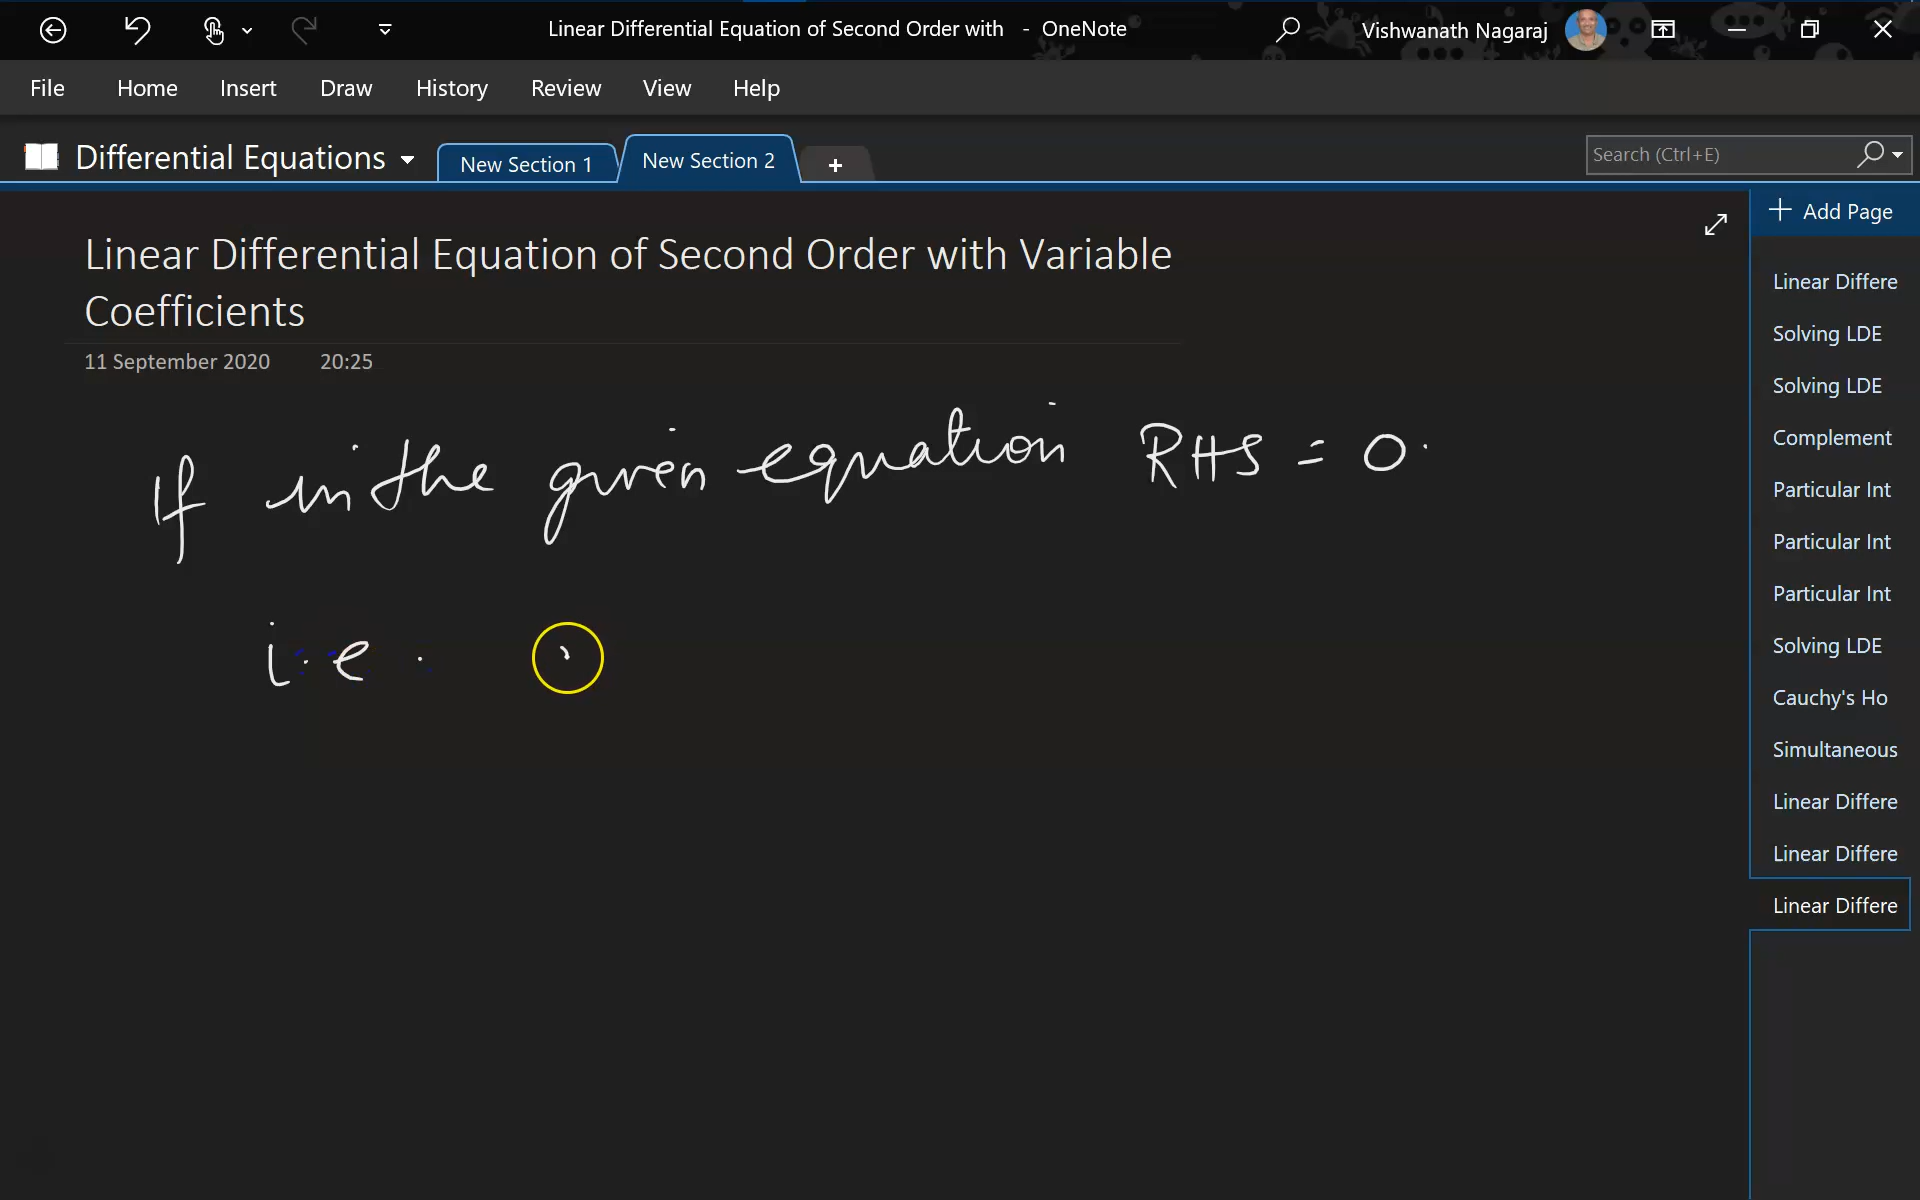 Linear Differential Equation of Second Order with - OneNote
Vishwanath Nagaraj
File Home Insert Draw History Review View Help
Differential Equations
New Section 1
New Section 2
+
Search (Ctrl+E)
Add Page
Linear Differential Equation of Second Order with Variable
Coefficients
11 September 2020 20:25
If in the given equation RHS = 0.
i.e.
Linear Differe
Solving LDE
Solving LDE
Complement
Particular Int
Particular Int
Particular Int
Solving LDE
Cauchy's Ho
Simultaneous
Linear Differe
Linear Differe
Linear Differe